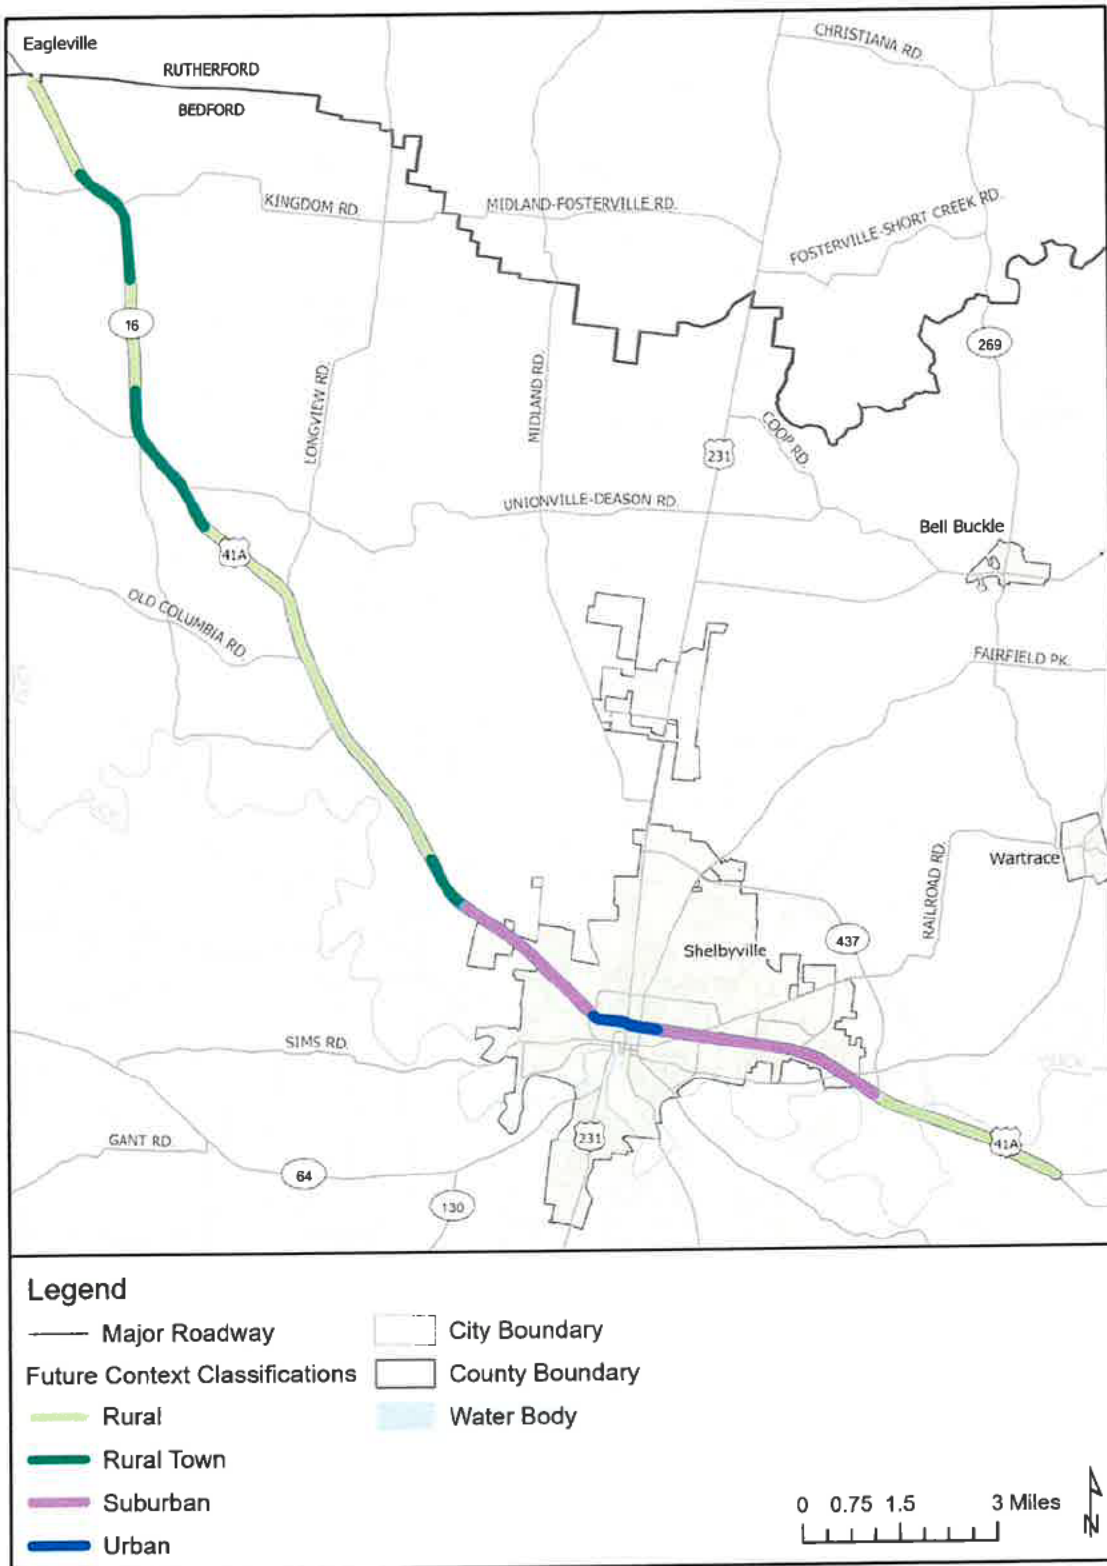 Eagleville
CHRISTIANA RD.
RUTHERFORD
BEDFORD
KINGDOM RD.
MIDLAND-FOSTERVILLE RD.
FOSTERVILLE-SHORT CREEK RD.
16
269
LONGVIEW RD.
MIDLAND RD.
COOP RD.
231
UNIONVILLE-DEASON RD.
Bell Buckle
41A
OLD COLUMBIA RD.
FAIRFIELD PK.
Wartrace
RAILROAD RD.
437
Shelbyville
SIMS RD.
DUCK
GANT RD.
231
41A
64
130
Legend
Major Roadway
City Boundary
Future Context Classifications
County Boundary
Rural
Water Body
Rural Town
Suburban
Urban
0 0.75 1.5 3 Miles
N